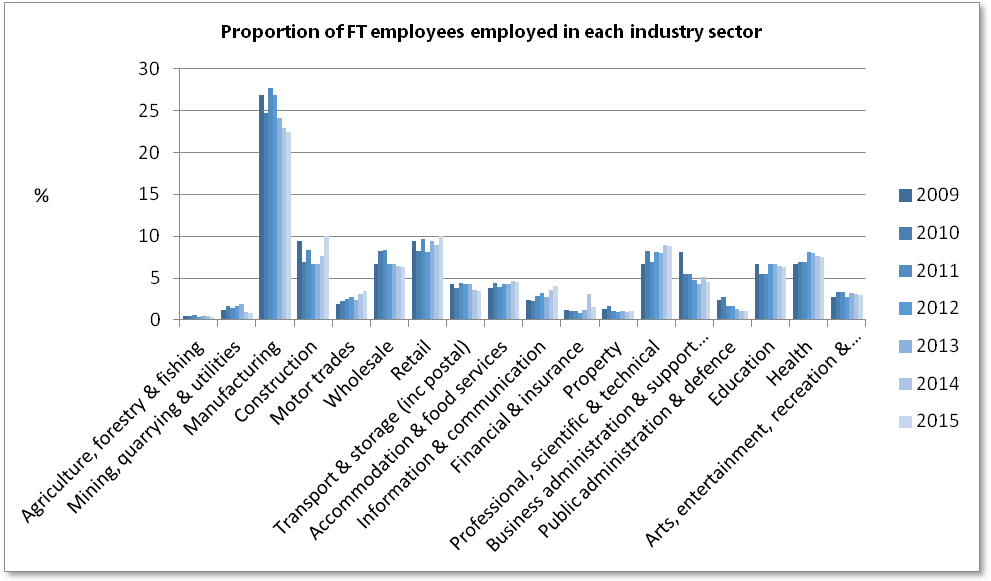 Proportion of FT employees employed in each industry sector
30
25
20
15
10
5
0
%
Agriculture, forestry & fishing
Mining, quarrying & utilities
Manufacturing
Construction
Motor trades
Wholesale
Retail
Transport & storage (inc postal)
Accommodation & food services
Information & communication
Financial & insurance
Property
Professional, scientific & technical
Business administration & support...
Public administration & defence
Education
Health
Arts, entertainment, recreation &...
2009
2010
2011
2012
2013
2014
2015